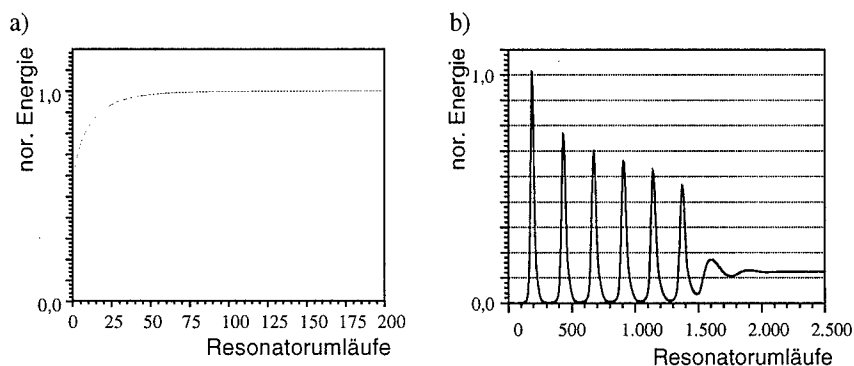 a)
nor. Energie
1,0
0,0
0 25 50 75 100 125 150 175 200
Resonatorumläufe
b)
nor. Energie
1,0
0,0
0 500 1.000 1.500 2.000 2.500
Resonatorumläufe